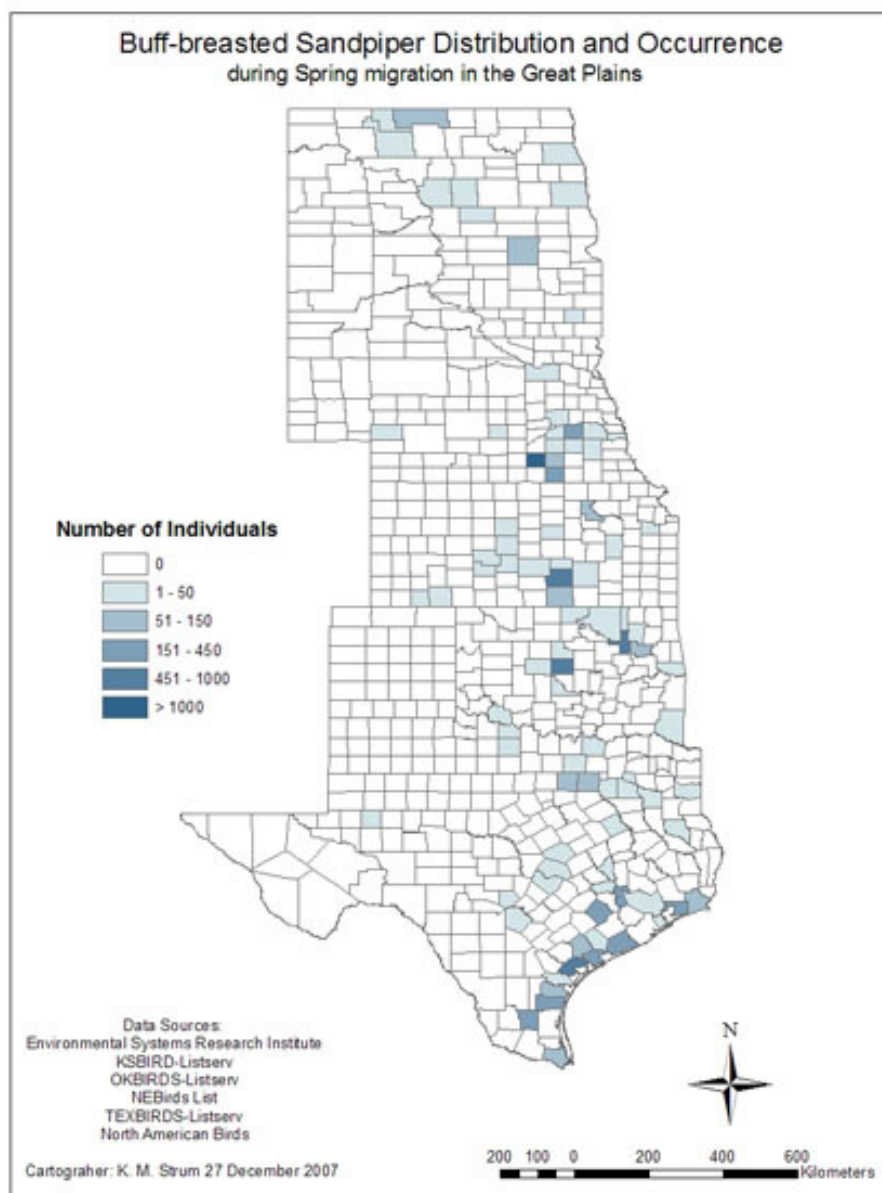 Buff-breasted Sandpiper Distribution and Occurrence
during Spring migration in the Great Plains
Number of Individuals
0
1 - 50
51 - 150
151 - 450
451 - 1000
> 1000
Data Sources:
Environmental Systems Research Institute
KSBIRD-Listserv
OKBIRDS-Listserv
NEBirds List
TEXBIRDS-Listserv
North American Birds
Cartograher: K. M. Strum 27 December 2007
N
200 100 0 200 400 600
Kilometers